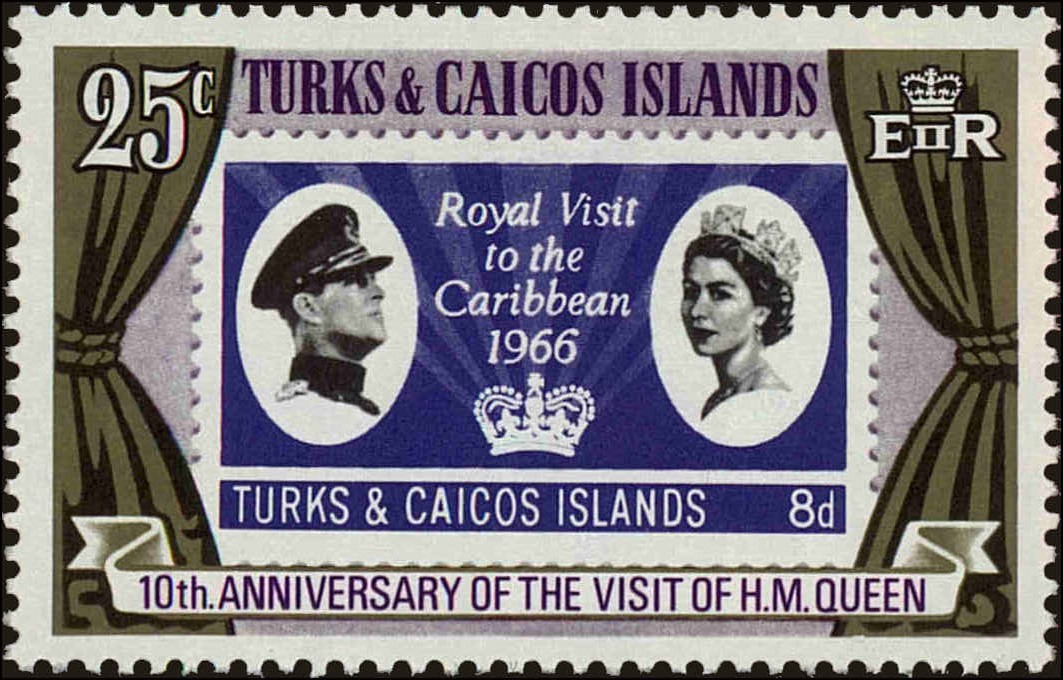 25c TURKS & CAICOS ISLANDS EIIR
Royal Visit
to the
Caribbean
1966
TURKS & CAICOS ISLANDS 8d
10th. ANNIVERSARY OF THE VISIT OF H.M. QUEEN